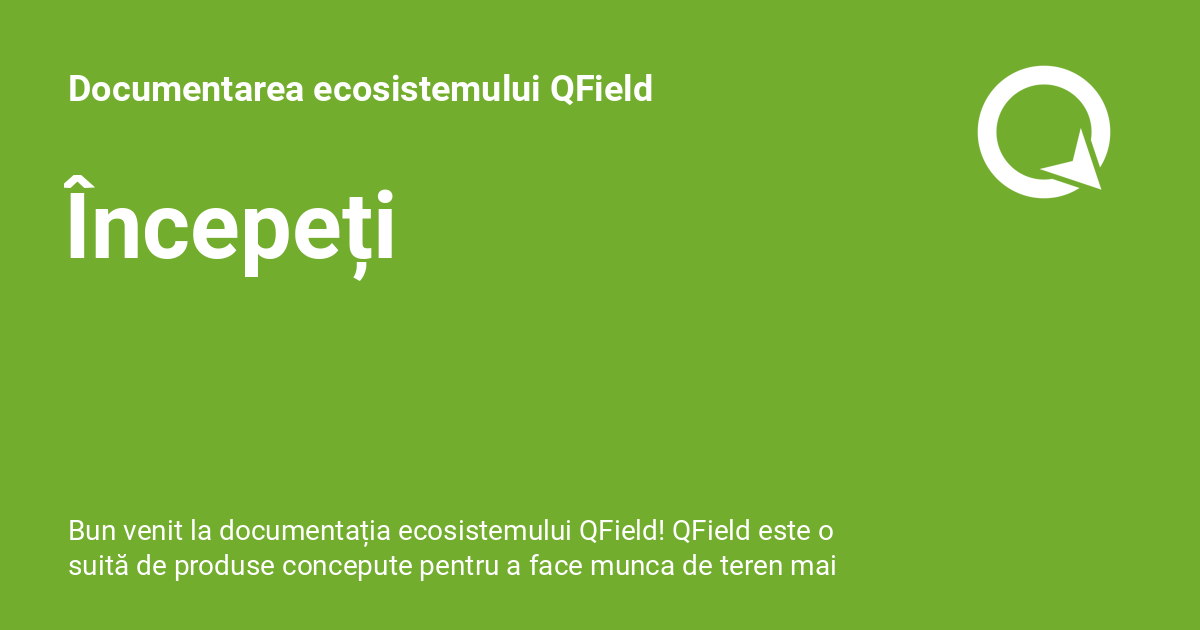 Documentarea ecosistemului QField
Începeți
Bun venit la documentația ecosistemului QField! QField este o
suită de produse concepute pentru a face munca de teren mai